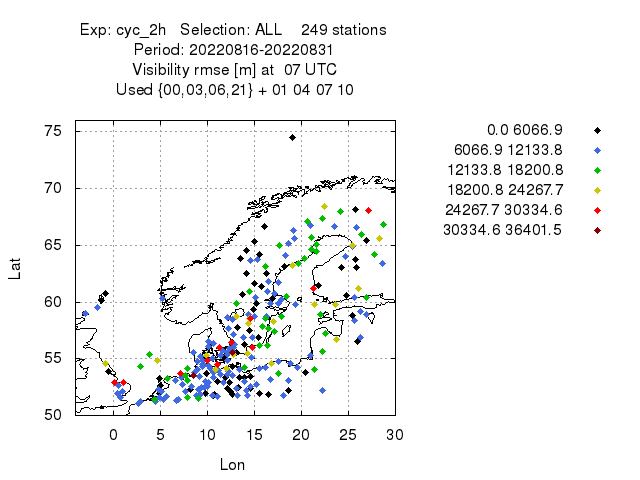 Exp: cyc_2h   Selection: ALL    249 stations
Period: 20220816-20220831
Visibility rmse [m] at  07 UTC
Used {00,03,06,21} + 01 04 07 10
0.0 6066.9
6066.9 12133.8
12133.8 18200.8
18200.8 24267.7
24267.7 30334.6
30334.6 36401.5
75
70
65
60
55
50
Lat
0 5 10 15 20 25 30
Lon